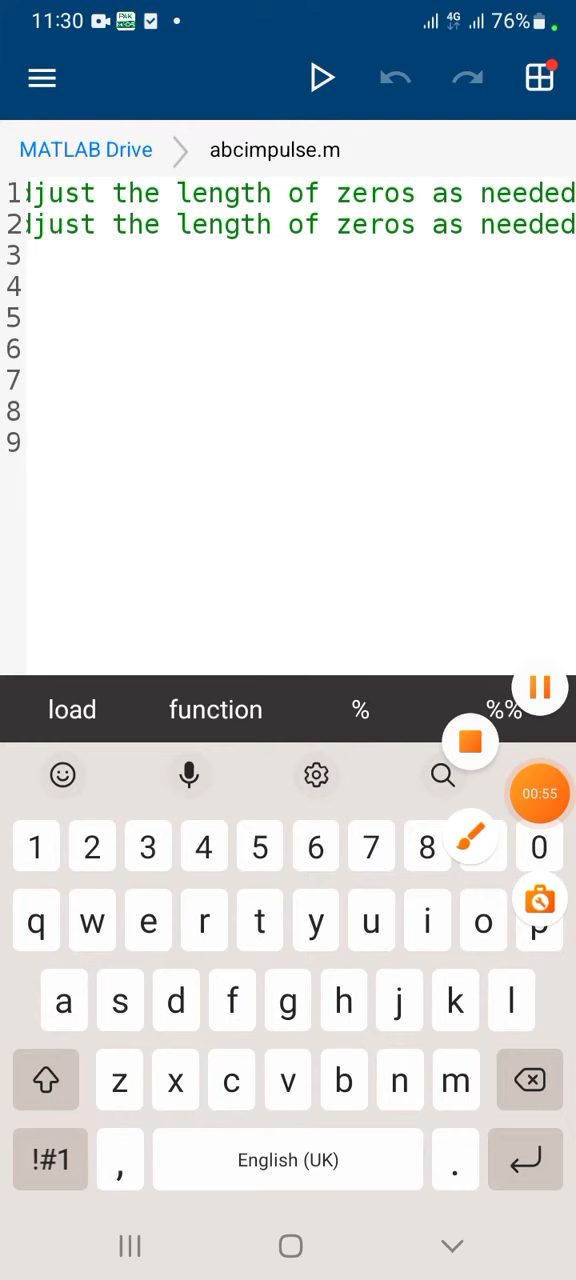 11:30 4G 76%
MATLAB Drive abcimpulse.m
1 just the length of zeros as needed
2 just the length of zeros as needed
3
4
5
6
7
8
9
load function % %%
00:55
1 2 3 4 5 6 7 8 0
q w e r t y u i o p
a s d f g h j k l
z x c v b n m
!#1 , English (UK) .